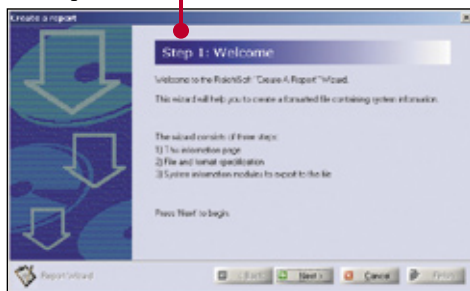 Create a report
Step 1: Welcome
Welcome to the FlaichiSoft "Create A Report" Wizard.
This wizard will help you to create a formatted file containing system information.
The wizard consists of three steps:
1) This information page
2) File and format specification
3) System information modules to export to the file
Press 'Next' to begin.
Report Wizard
< Back Next > Cancel Finish